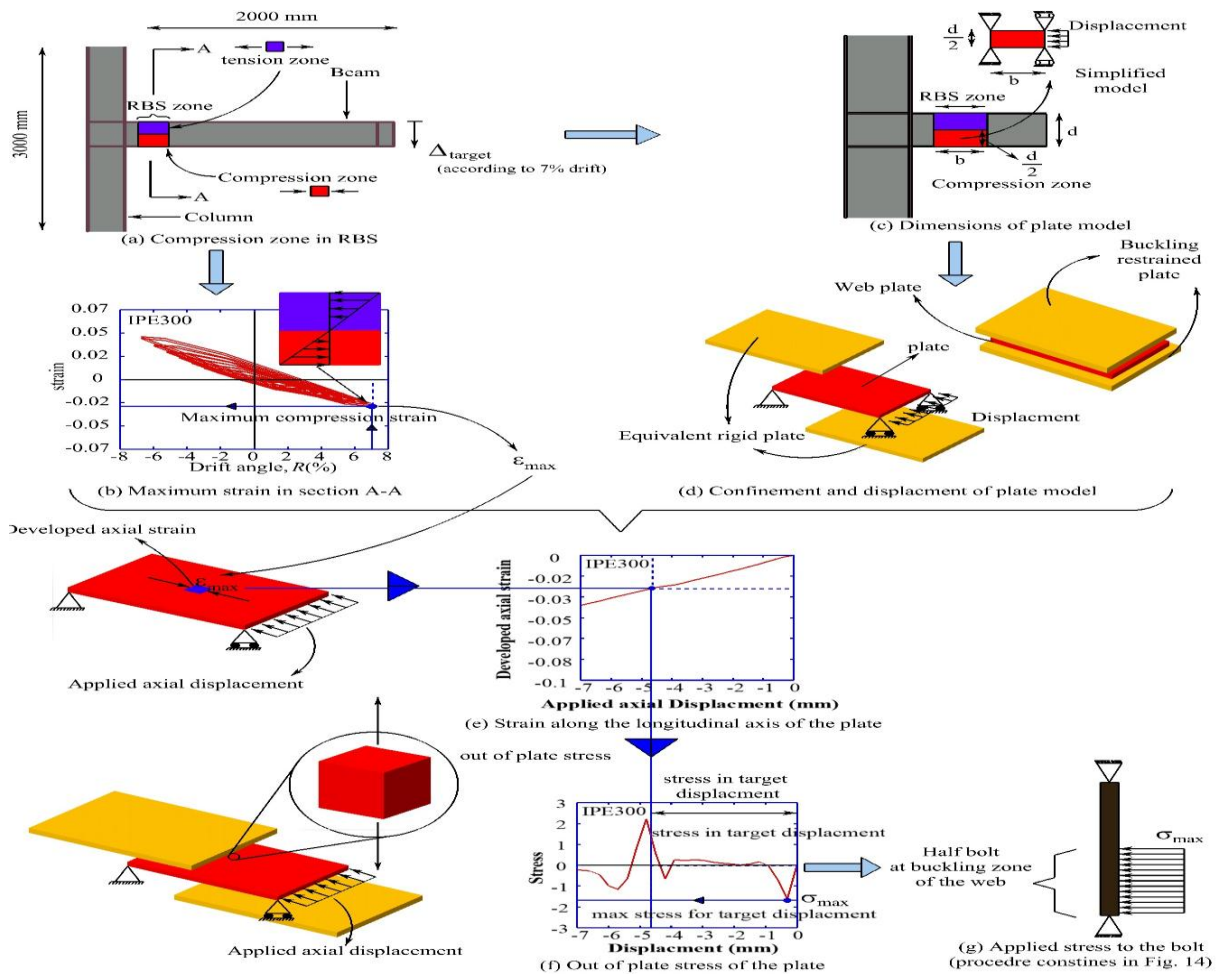 2000 mm
A
tension zone
Beam
RBS zone
3000 mm
Δtarget
(according to 7% drift)
Compression zone
A
Column
(a) Compression zone in RBS
Displacement
d/2
b
Simplified
model
RBS zone
d
b
d/2
Compression zone
(c) Dimensions of plate model
0.07
0.05
0.02
0
-0.02
-0.05
-0.07
strain
IPE300
Maximum compression strain
-8 -6 -4 -2 0 2 4 6 8
Drift angle, R(%)
εmax
(b) Maximum strain in section A-A
Buckling
restrained
plate
Web plate
plate
Displacement
Equivalent rigid plate
(d) Confinement and displacment of plate model
Developed axial strain
εmax
Applied axial displacement
0
-0.02
-0.03
-0.07
-0.08
-0.1
Developed axial strain
IPE300
-7 -6 -5 -4 -3 -2 -1 0
Applied axial Displacment (mm)
(e) Strain along the longitudinal axis of the plate
out of plate stress
stress in target
displacment
3
2
1
0
-1
-2
-3
Stress
IPE300
stress in target displacment
σmax
max stress for target displacment
-7 -6 -5 -4 -3 -2 -1 0
Displacment (mm)
(f) Out of plate stress of the plate
Applied axial displacement
Half bolt
at buckling zone
of the web
σmax
(g) Applied stress to the bolt
(procedre constines in Fig. 14)